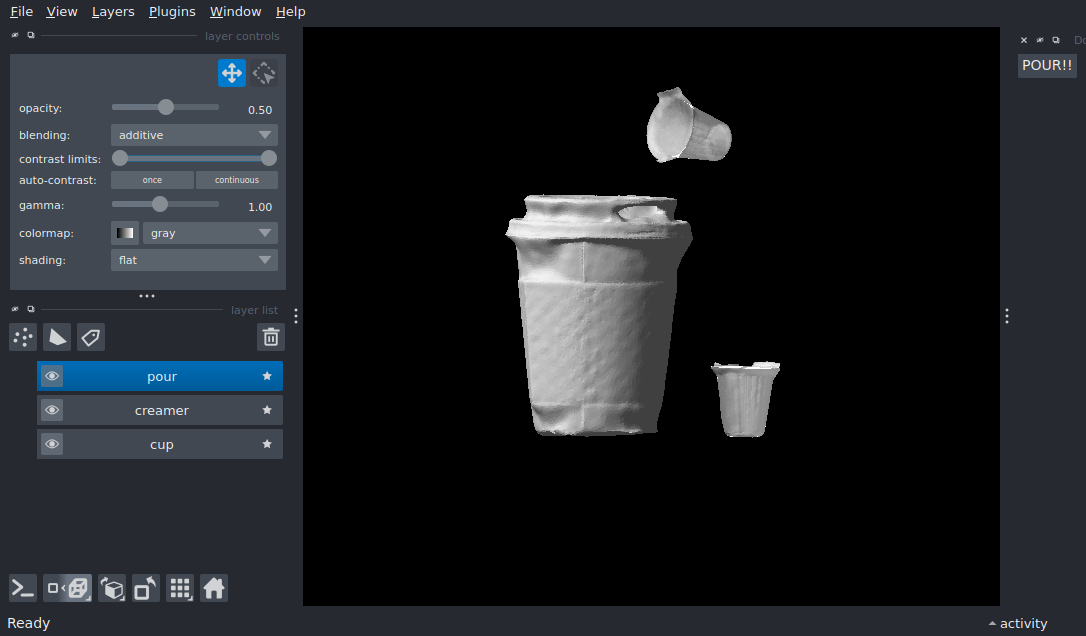 File View Layers Plugins Window Help
layer controls
opacity: 0.50
blending: additive
contrast limits:
auto-contrast: once continuous
gamma: 1.00
colormap: gray
shading: flat
layer list
pour
creamer
cup
Ready
Do
POUR!!
activity